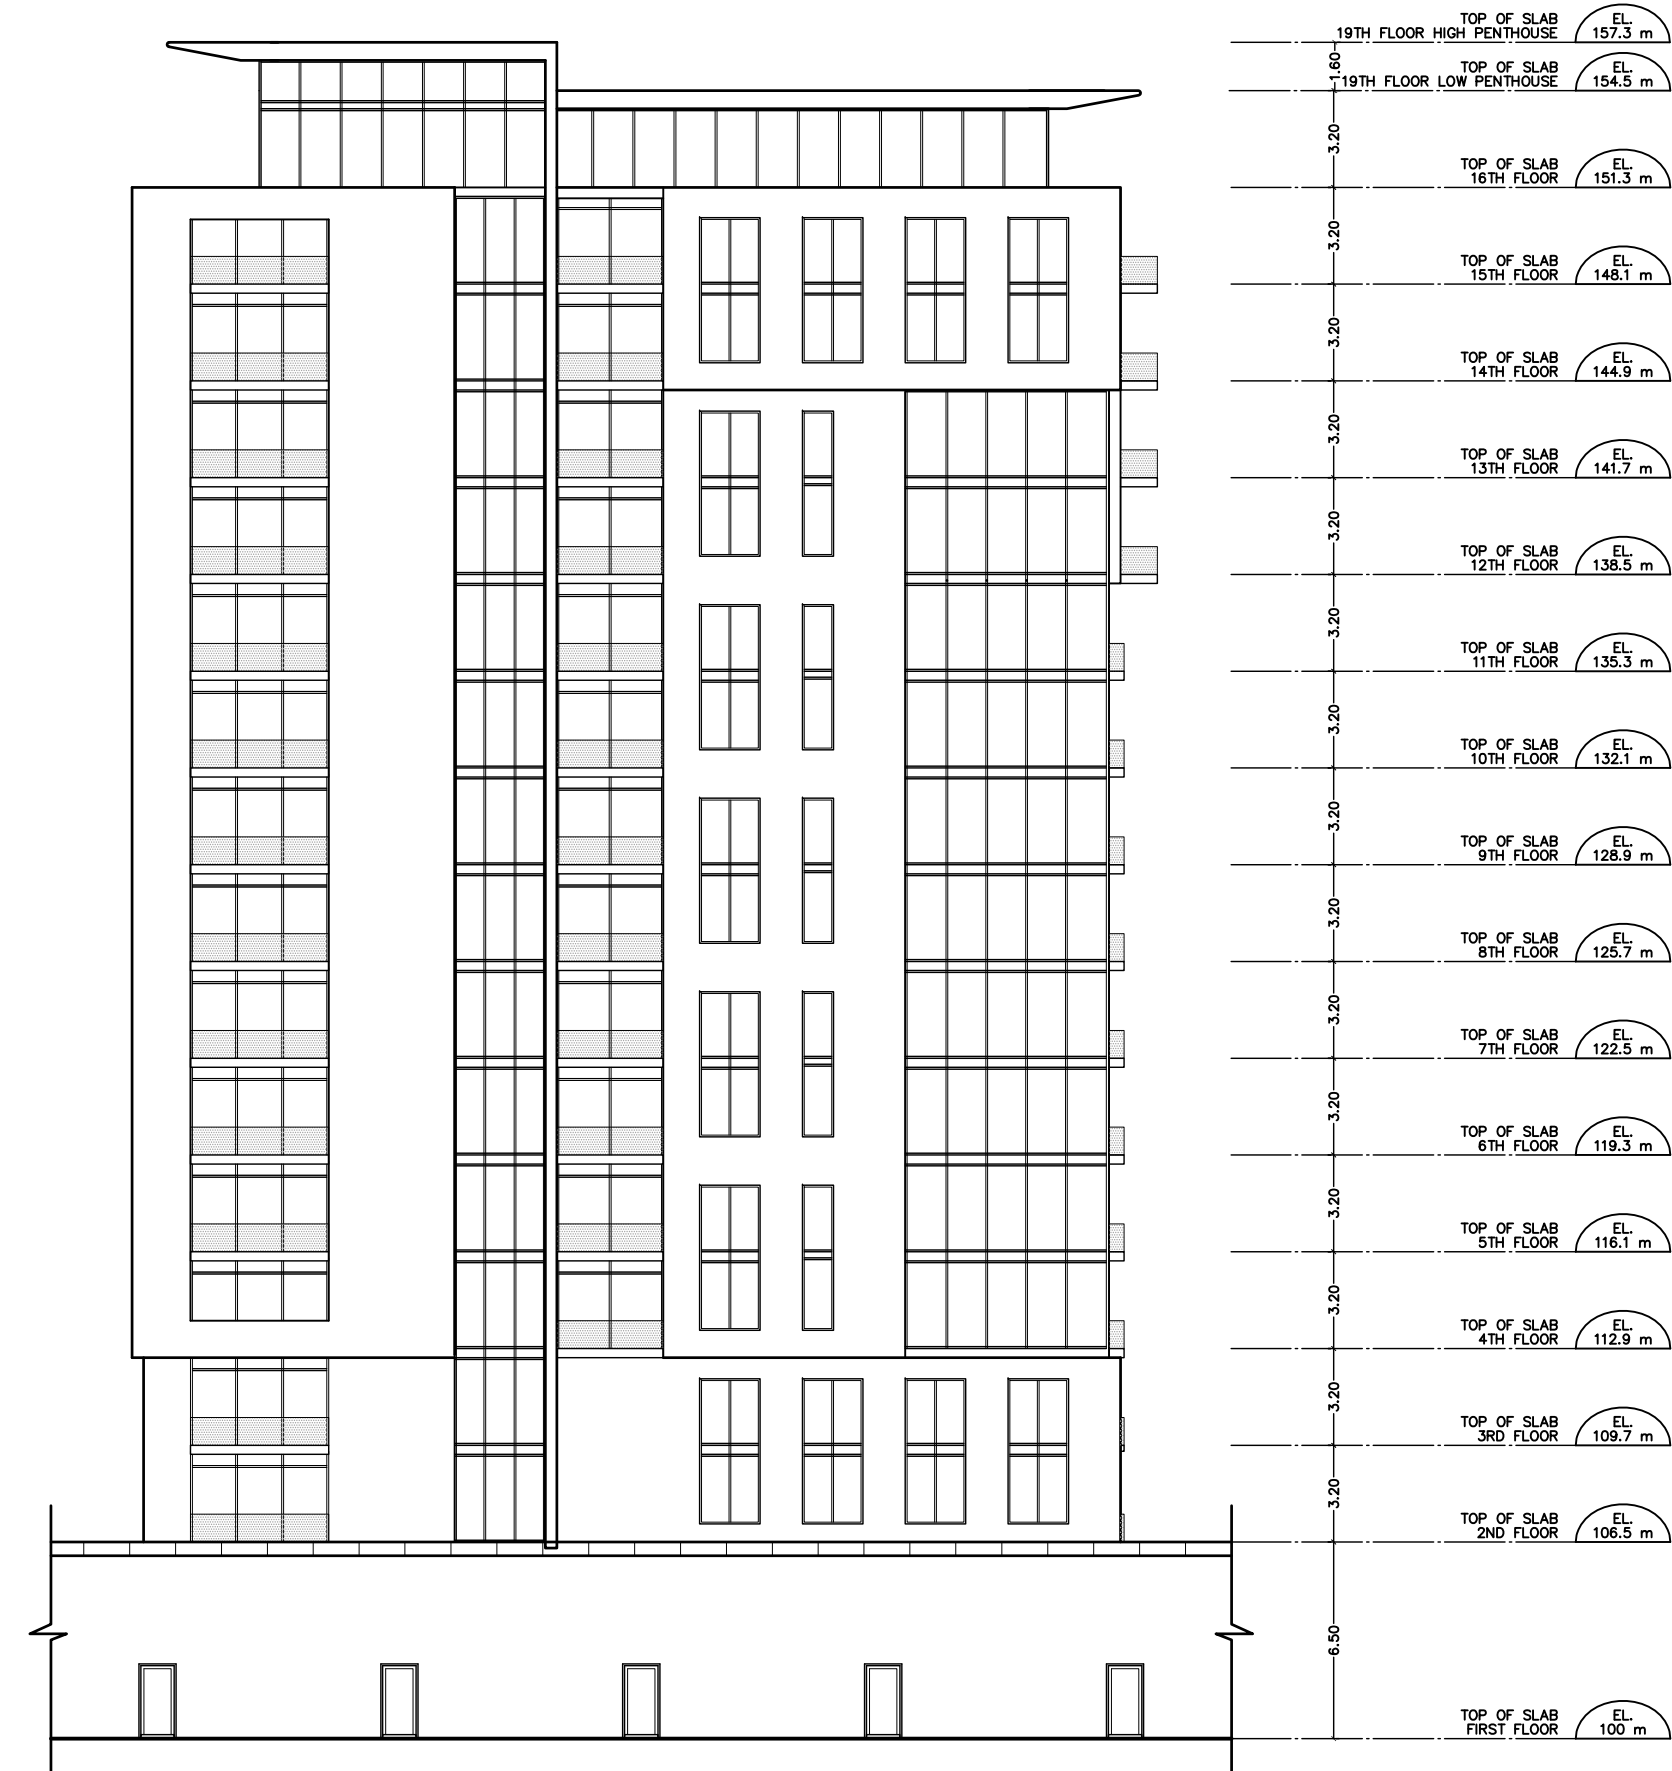 TOP OF SLAB
19TH FLOOR HIGH PENTHOUSE
EL.
157.3 m
1.60
TOP OF SLAB
19TH FLOOR LOW PENTHOUSE
EL.
154.5 m
3.20
TOP OF SLAB
16TH FLOOR
EL.
151.3 m
3.20
TOP OF SLAB
15TH FLOOR
EL.
148.1 m
3.20
TOP OF SLAB
14TH FLOOR
EL.
144.9 m
3.20
TOP OF SLAB
13TH FLOOR
EL.
141.7 m
3.20
TOP OF SLAB
12TH FLOOR
EL.
138.5 m
3.20
TOP OF SLAB
11TH FLOOR
EL.
135.3 m
3.20
TOP OF SLAB
10TH FLOOR
EL.
132.1 m
3.20
TOP OF SLAB
9TH FLOOR
EL.
128.9 m
3.20
TOP OF SLAB
8TH FLOOR
EL.
125.7 m
3.20
TOP OF SLAB
7TH FLOOR
EL.
122.5 m
3.20
TOP OF SLAB
6TH FLOOR
EL.
119.3 m
3.20
TOP OF SLAB
5TH FLOOR
EL.
116.1 m
3.20
TOP OF SLAB
4TH FLOOR
EL.
112.9 m
3.20
TOP OF SLAB
3RD FLOOR
EL.
109.7 m
3.20
TOP OF SLAB
2ND FLOOR
EL.
106.5 m
6.50
TOP OF SLAB
FIRST FLOOR
EL.
100 m